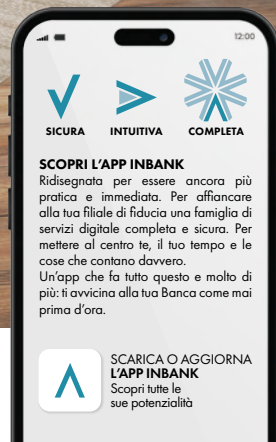 12:00
SICURA INTUITIVA COMPLETA
SCOPRI L'APP INBANK
Ridisegnata per essere ancora più
pratica e immediata. Per affiancare
alla tua filiale di fiducia una famiglia di
servizi digitale completa e sicura. Per
mettere al centro te, il tuo tempo e le
cose che contano davvero.
Un'app che fa tutto questo e molto di
più: ti avvicina alla tua Banca come mai
prima d'ora.
SCARICA O AGGIORNA
L'APP INBANK
Scopri tutte le
sue potenzialità